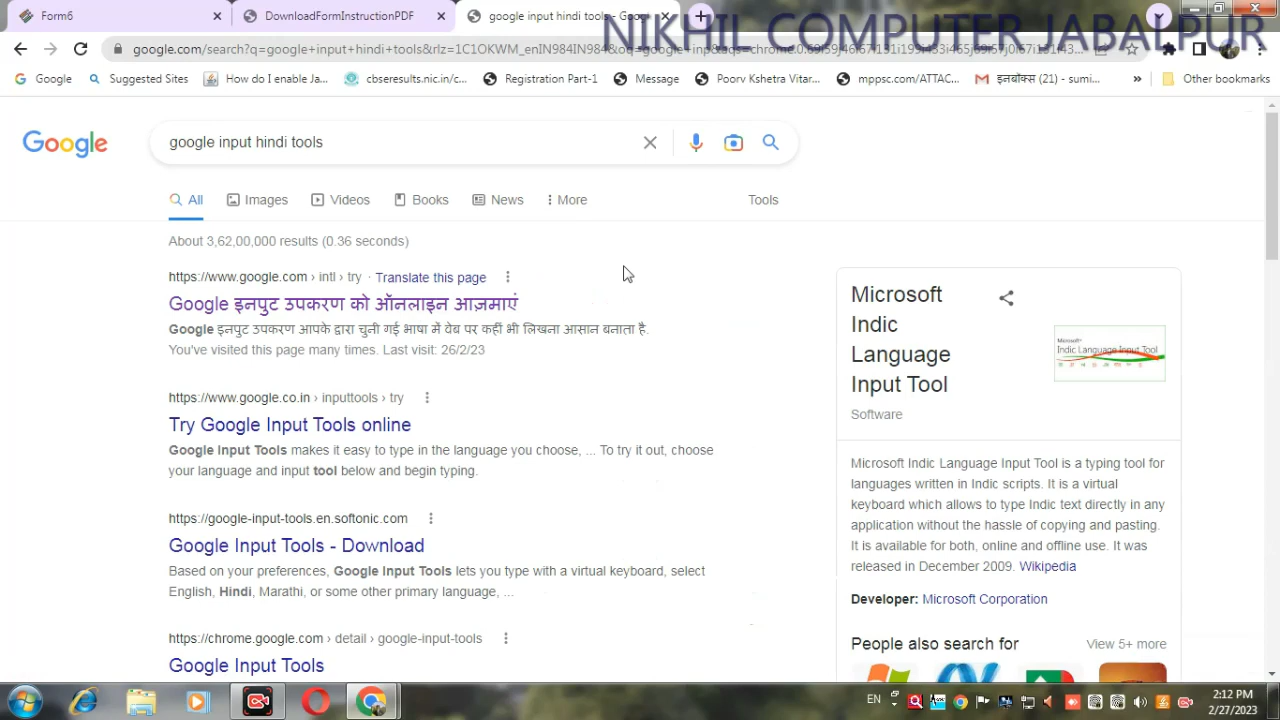 Form6
DownloadFormInstructionPDF
google input hindi tools - Goog
NIKHIL COMPUTER JABALPUR
Google
Suggested Sites
How do I enable Ja...
cbseresults.nic.in/c...
Registration Part-1
Message
Poorv Kshetra Vitar...
mppsc.com/ATTAC...
इनबॉक्स (21) - sumi...
»
Other bookmarks
Google
google input hindi tools
All
Images
Videos
Books
News
More
Tools
About 3,62,00,000 results (0.36 seconds)
https://www.google.com › intl › try · Translate this page
Google इनपुट उपकरण को ऑनलाइन आज़माएं
Google इनपुट उपकरण आपके द्वारा चुनी गई भाषा में वेब पर कहीं भी लिखना आसान बनाता है.
You've visited this page many times. Last visit: 26/2/23
https://www.google.co.in › inputtools › try
Try Google Input Tools online
Google Input Tools makes it easy to type in the language you choose, ... To try it out, choose
your language and input tool below and begin typing.
https://google-input-tools.en.softonic.com
Google Input Tools - Download
Based on your preferences, Google Input Tools lets you type with a virtual keyboard, select
English, Hindi, Marathi, or some other primary language, ...
https://chrome.google.com › detail › google-input-tools
Google Input Tools
Microsoft
Indic
Language
Input Tool
Software
Microsoft
Indic Language Input Tool
Microsoft Indic Language Input Tool is a typing tool for
languages written in Indic scripts. It is a virtual
keyboard which allows to type Indic text directly in any
application without the hassle of copying and pasting.
It is available for both, online and offline use. It was
released in December 2009. Wikipedia
Developer: Microsoft Corporation
People also search for
View 5+ more
EN
2:12 PM
2/27/2023